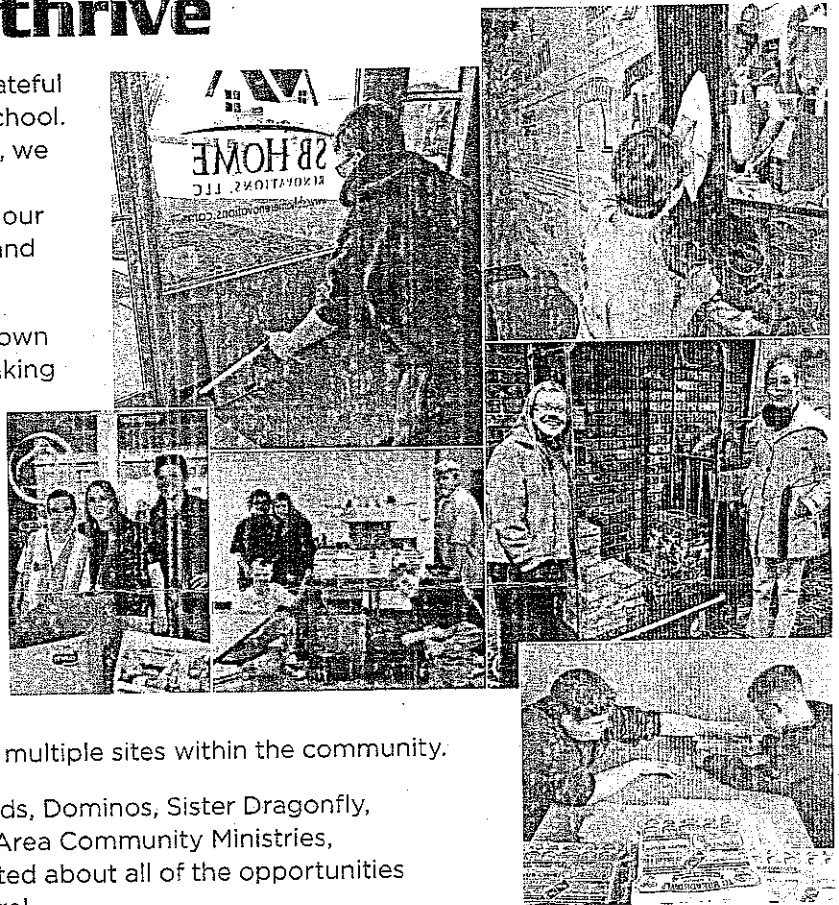 thrive
ateful
chool.
, we
our
and
own
king
SB HOME
RENOVATIONS, LLC
multiple sites within the community.
ds, Dominos, Sister Dragonfly,
Area Community Ministries,
ted about all of the opportunities